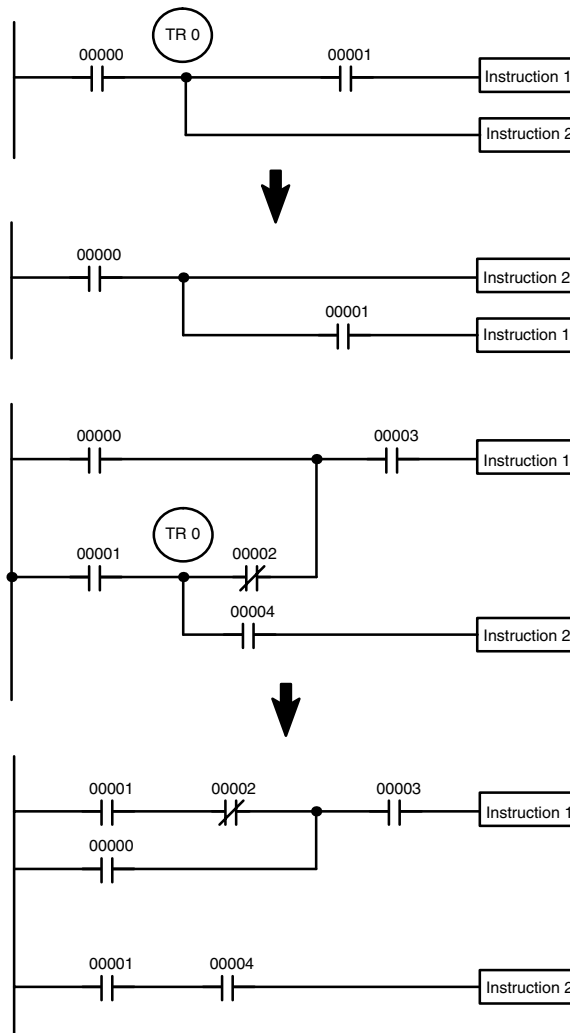 TR 0
00000
00001
Instruction 1
Instruction 2
00000
Instruction 2
00001
Instruction 1
00000
00003
Instruction 1
TR 0
00001
00002
00004
Instruction 2
00001
00002
00003
Instruction 1
00000
00001
00004
Instruction 2